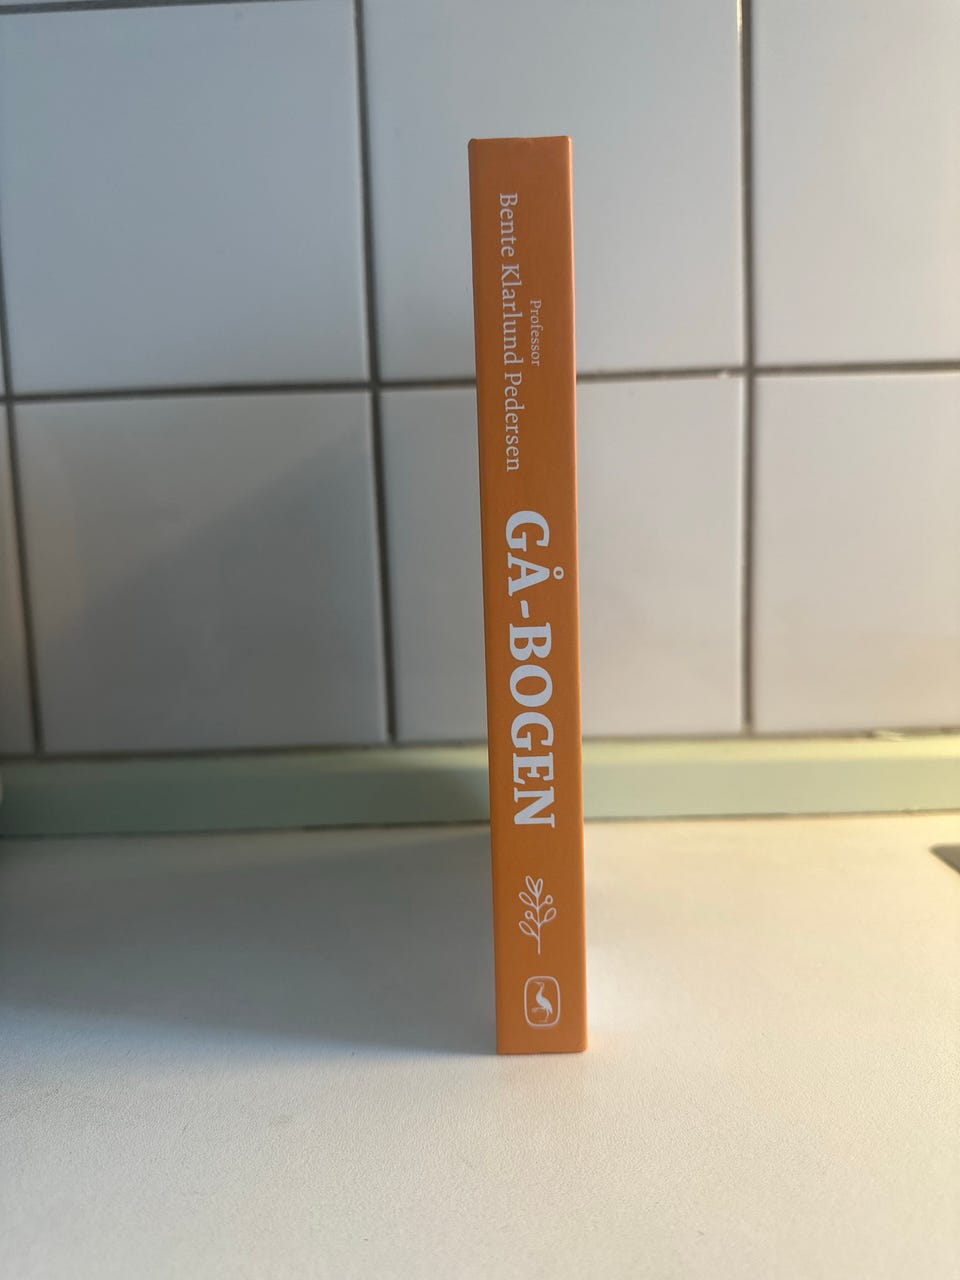 Professor
Bente Klarlund Pedersen
GÅ-BOGEN